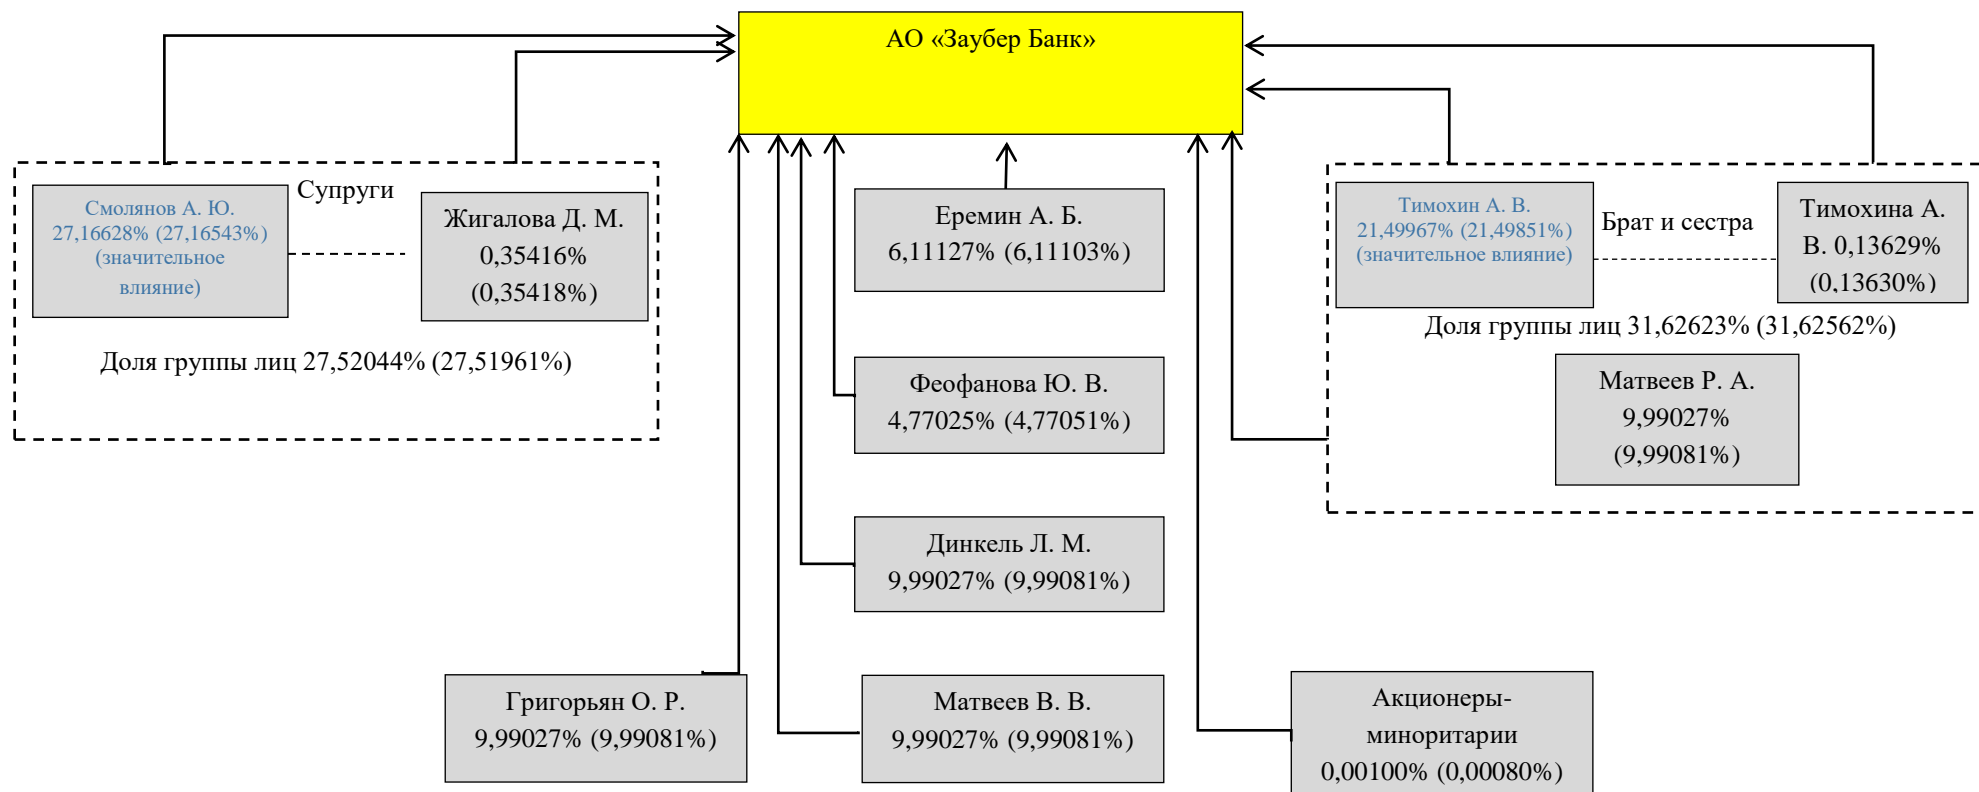 АО «Заубер Банк»
Супруги
Смолянов А. Ю.
27,16628% (27,16543%)
(значительное
влияние)
Жигалова Д. М.
0,35416%
(0,35418%)
Доля группы лиц 27,52044% (27,51961%)
Еремин А. Б.
6,11127% (6,11103%)
Феофанова Ю. В.
4,77025% (4,77051%)
Динкель Л. М.
9,99027% (9,99081%)
Тимохин А. В.
21,49967% (21,49851%)
(значительное влияние)
Брат и сестра
Тимохина А.
В. 0,13629%
(0,13630%)
Доля группы лиц 31,62623% (31,62562%)
Матвеев Р. А.
9,99027%
(9,99081%)
Григорьян О. Р.
9,99027% (9,99081%)
Матвеев В. В.
9,99027% (9,99081%)
Акционеры-
миноритарии
0,00100% (0,00080%)